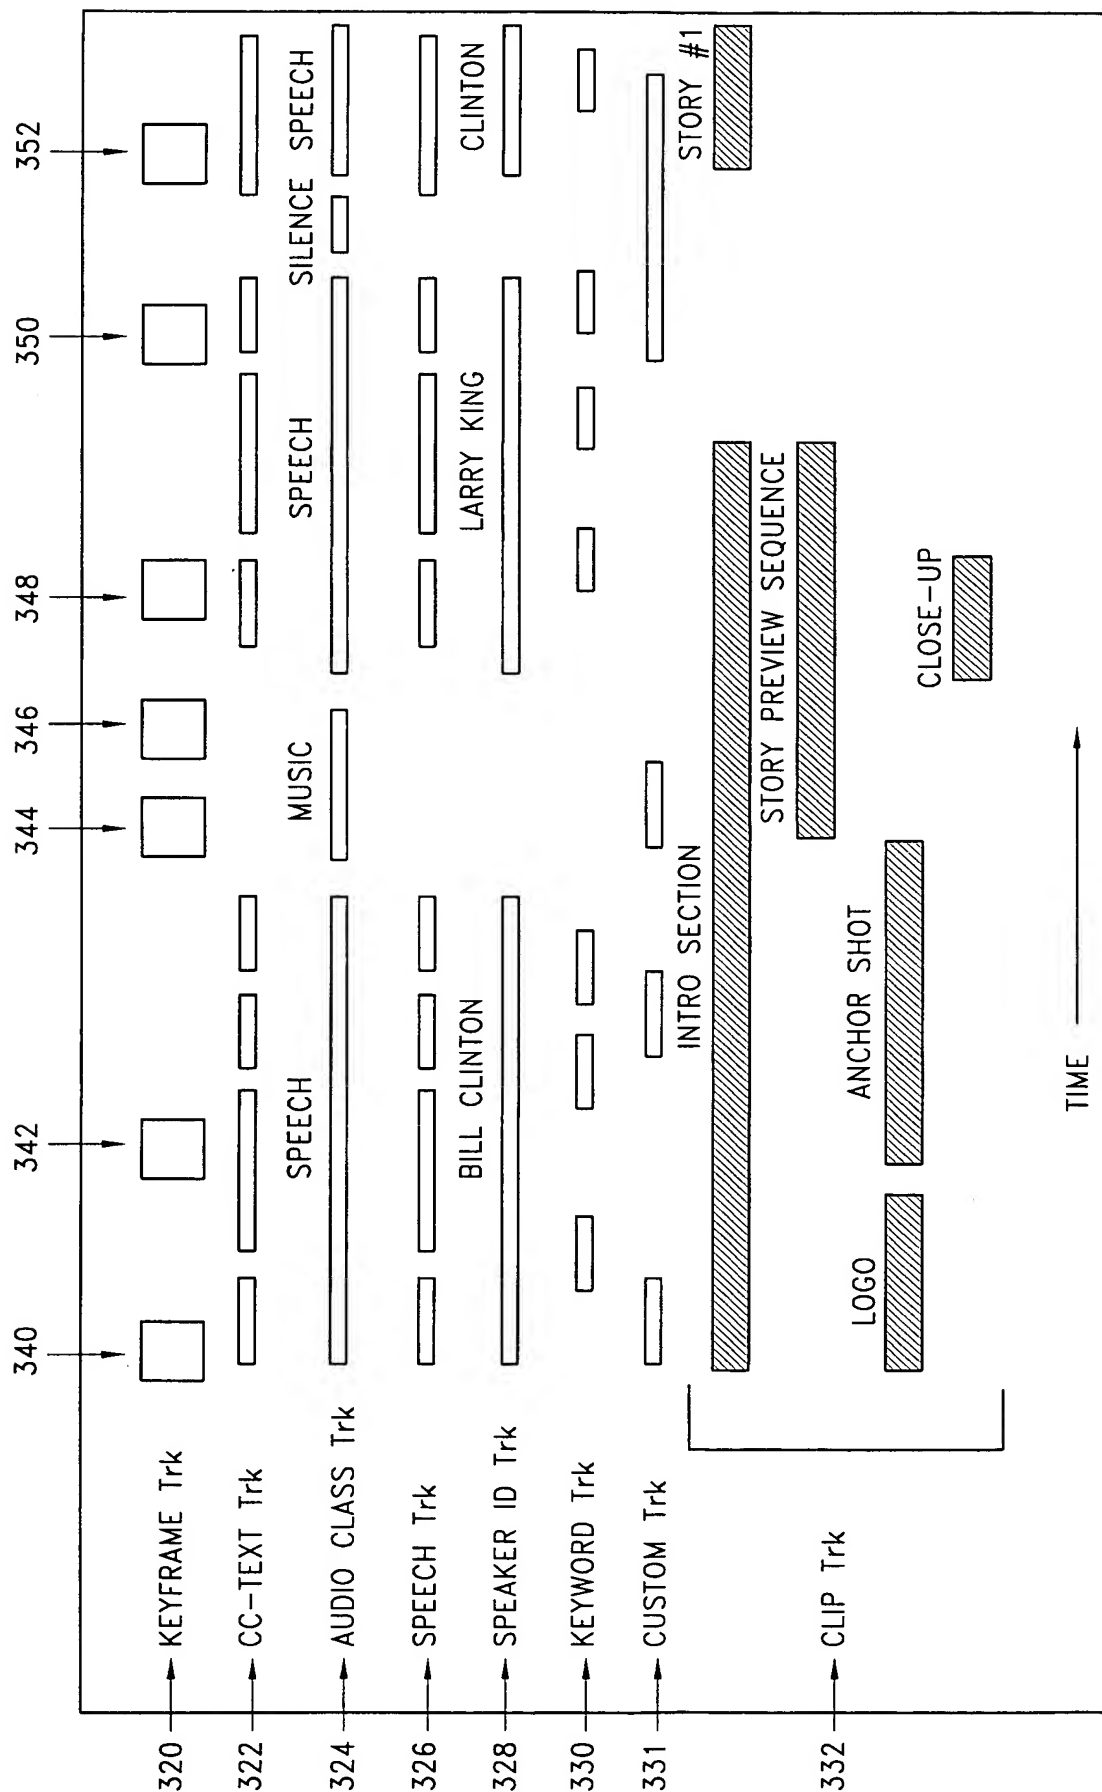 340 342 344 346 348 350 352
320 KEYFRAME Trk
322 CC-TEXT Trk
SPEECH MUSIC SPEECH SILENCE SPEECH
324 AUDIO CLASS Trk
326 SPEECH Trk
BILL CLINTON LARRY KING CLINTON
328 SPEAKER ID Trk
330 KEYWORD Trk
331 CUSTOM Trk
INTRO SECTION STORY #1
STORY PREVIEW SEQUENCE
332 CLIP Trk
LOGO ANCHOR SHOT
CLOSE-UP
TIME